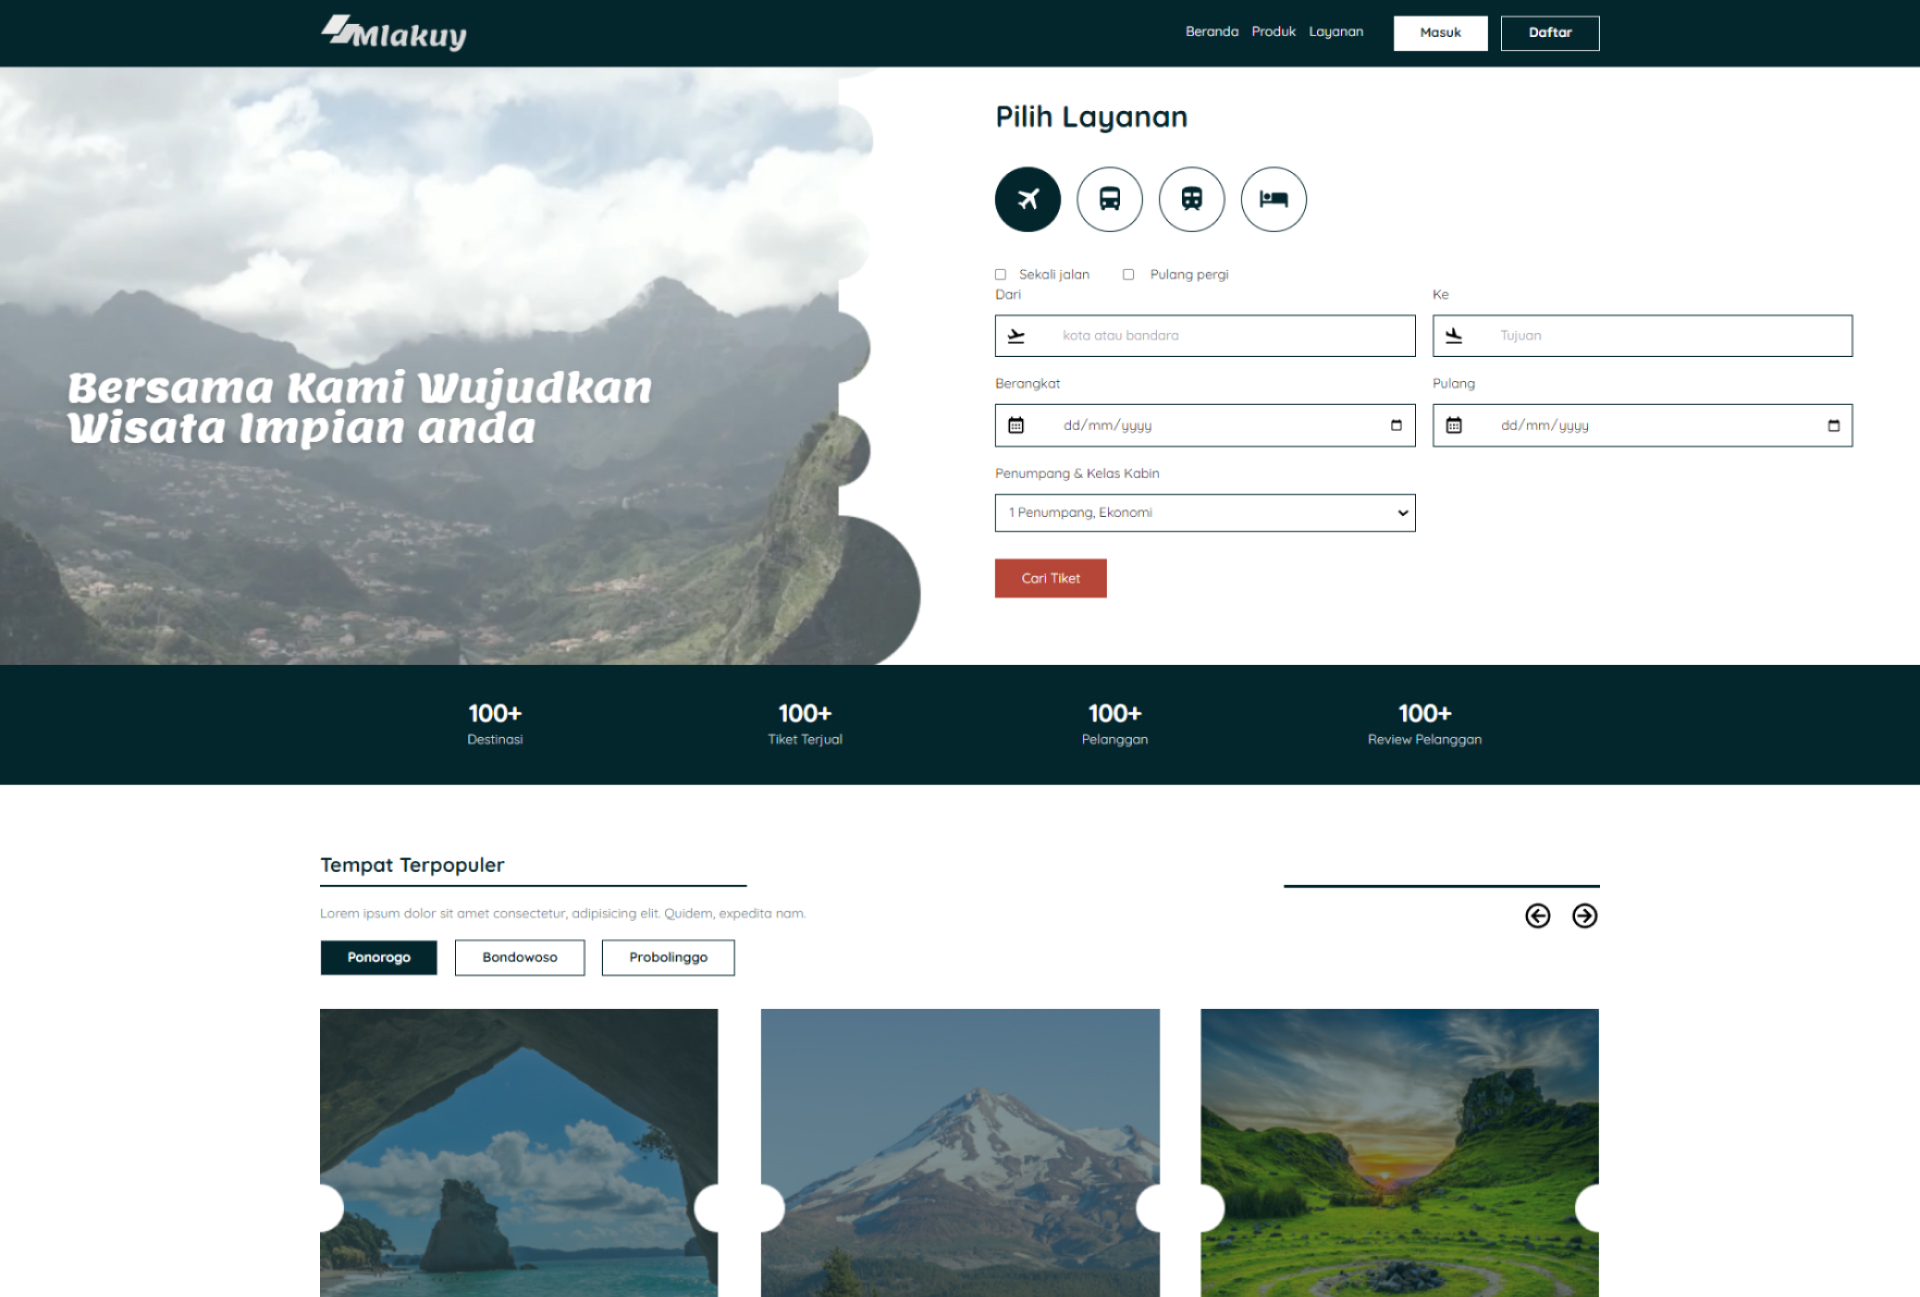 Mlakuy
Beranda Produk Layanan Masuk Daftar
Bersama Kami Wujudkan
Wisata Impian anda
Pilih Layanan
Sekali jalan Pulang pergi
Dari Ke
kota atau bandara Tujuan
Berangkat Pulang
dd/mm/yyyy dd/mm/yyyy
Penumpang & Kelas Kabin
1 Penumpang, Ekonomi
Cari Tiket
100+ 100+ 100+ 100+
Destinasi Tiket Terjual Pelanggan Review Pelanggan
Tempat Terpopuler
Lorem ipsum dolor sit amet consectetur, adipisicing elit. Quidem, expedita nam.
Ponorogo Bondowoso Probolinggo